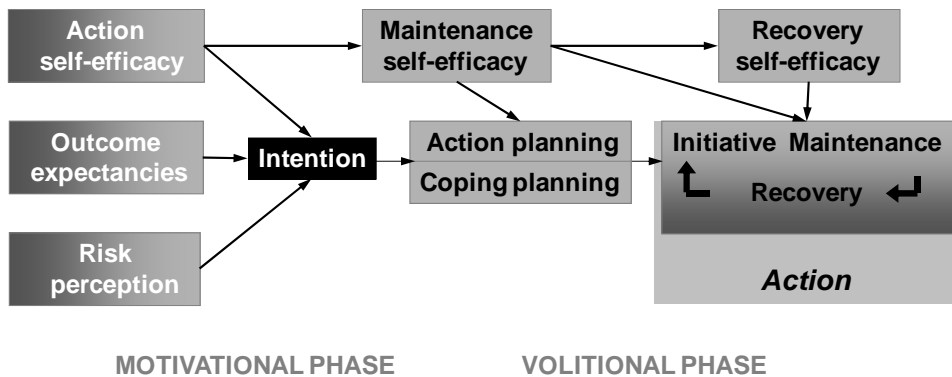 Action
self-efficacy
Maintenance
self-efficacy
Recovery
self-efficacy
Outcome
expectancies
Intention
Action planning
Coping planning
Initiative Maintenance
Recovery
Risk
perception
Action
MOTIVATIONAL PHASE
VOLITIONAL PHASE